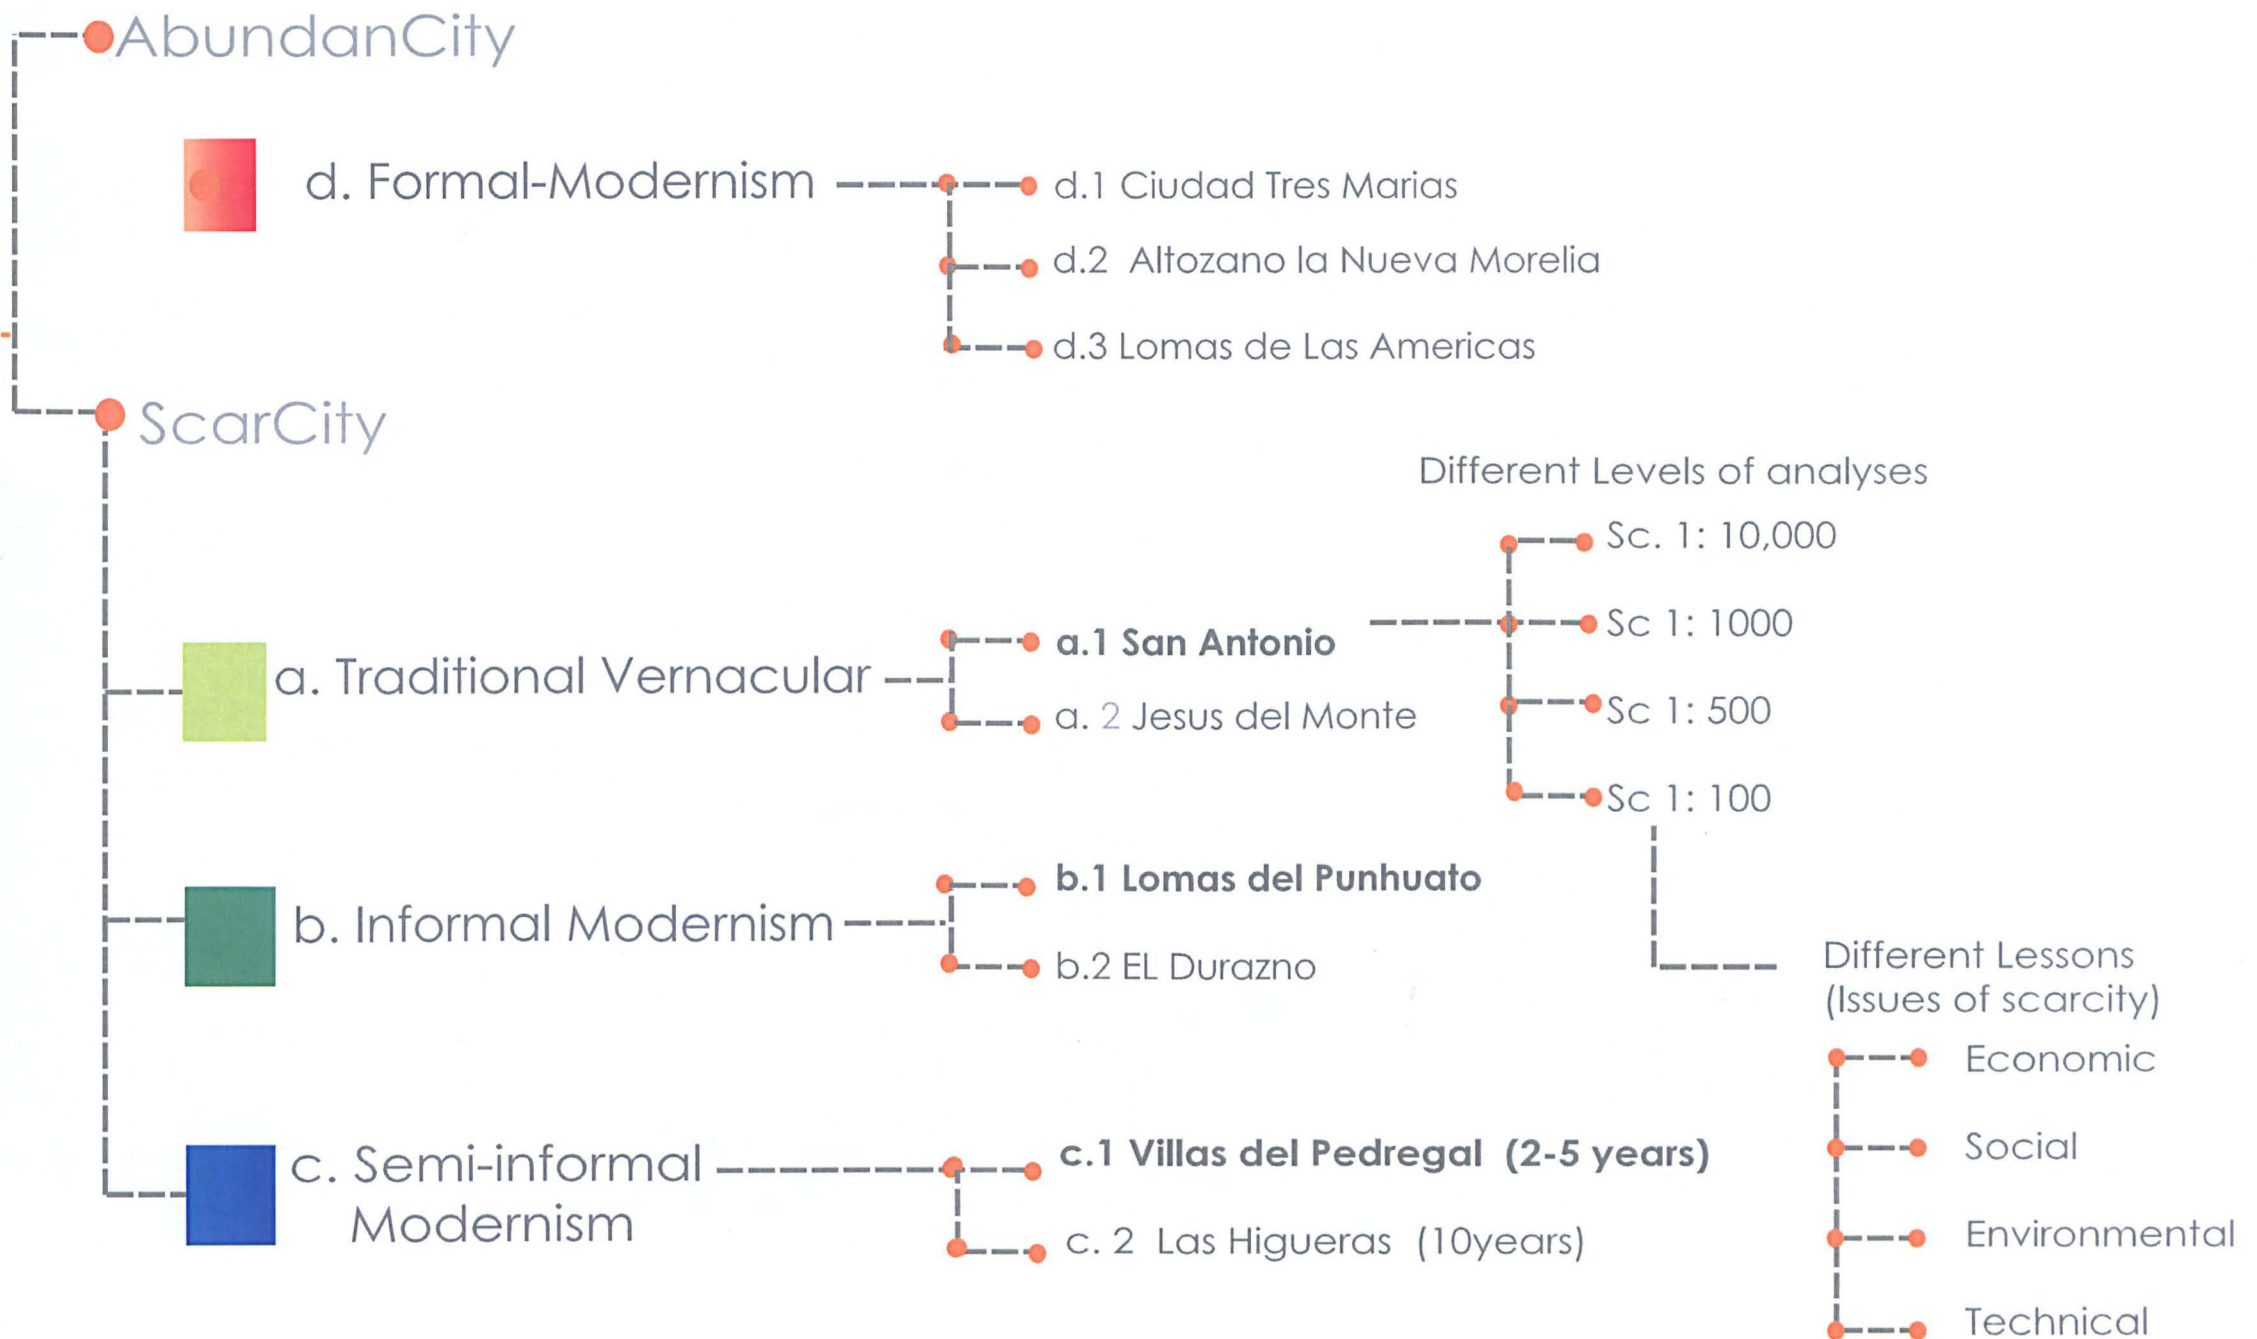 AbundanCity
d. Formal-Modernism
d.1 Ciudad Tres Marias
d.2 Altozano la Nueva Morelia
d.3 Lomas de Las Americas
ScarCity
Different Levels of analyses
Sc. 1: 10,000
Sc 1: 1000
Sc 1: 500
Sc 1: 100
a. Traditional Vernacular
a.1 San Antonio
a. 2 Jesus del Monte
b. Informal Modernism
b.1 Lomas del Punhuato
b.2 EL Durazno
Different Lessons
(Issues of scarcity)
Economic
Social
Environmental
Technical
c. Semi-informal
Modernism
c.1 Villas del Pedregal (2-5 years)
c. 2 Las Higueras (10years)